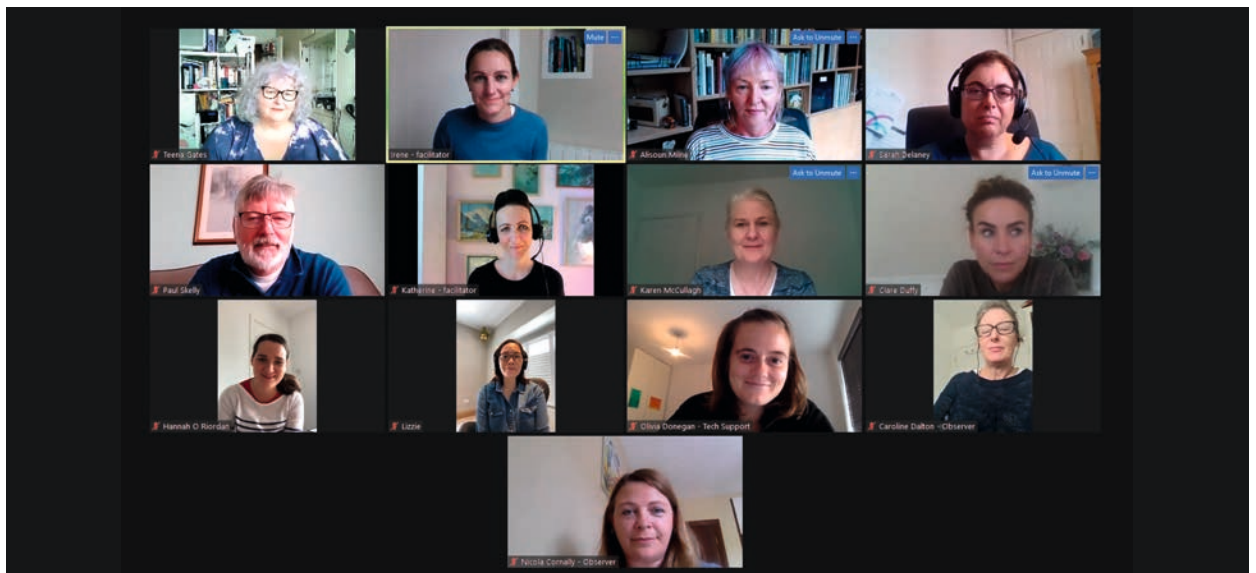 Teena Gates
Mute
Irene - facilitator
Ask to Unmute
Alisoun Milne
Sarah Delaney
Paul Skelly
Katherine - facilitator
Ask to Unmute
Karen McCullagh
Ask to Unmute
Clare Duffy
Hannah O Riordan
Lizzie
Olivia Donegan - Tech Support
Caroline Dalton - Observer
Nicola Cornally - Observer